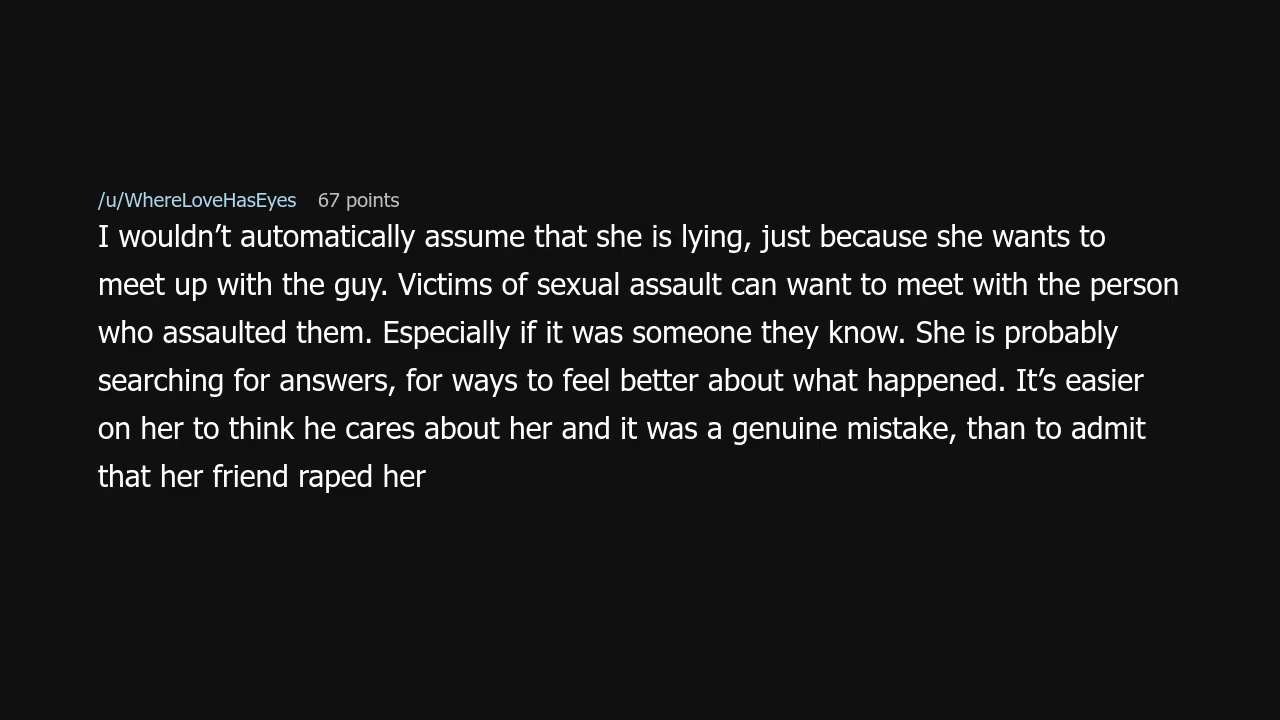 /u/WhereLoveHasEyes 67 points
I wouldn’t automatically assume that she is lying, just because she wants to
meet up with the guy. Victims of sexual assault can want to meet with the person
who assaulted them. Especially if it was someone they know. She is probably
searching for answers, for ways to feel better about what happened. It’s easier
on her to think he cares about her and it was a genuine mistake, than to admit
that her friend raped her